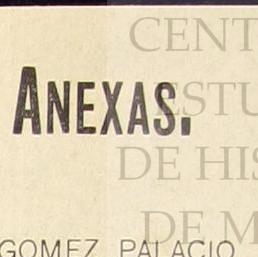 CENT
ANEXAS.
ESTU
DE HIS
DE M
GOMEZ PALACIO